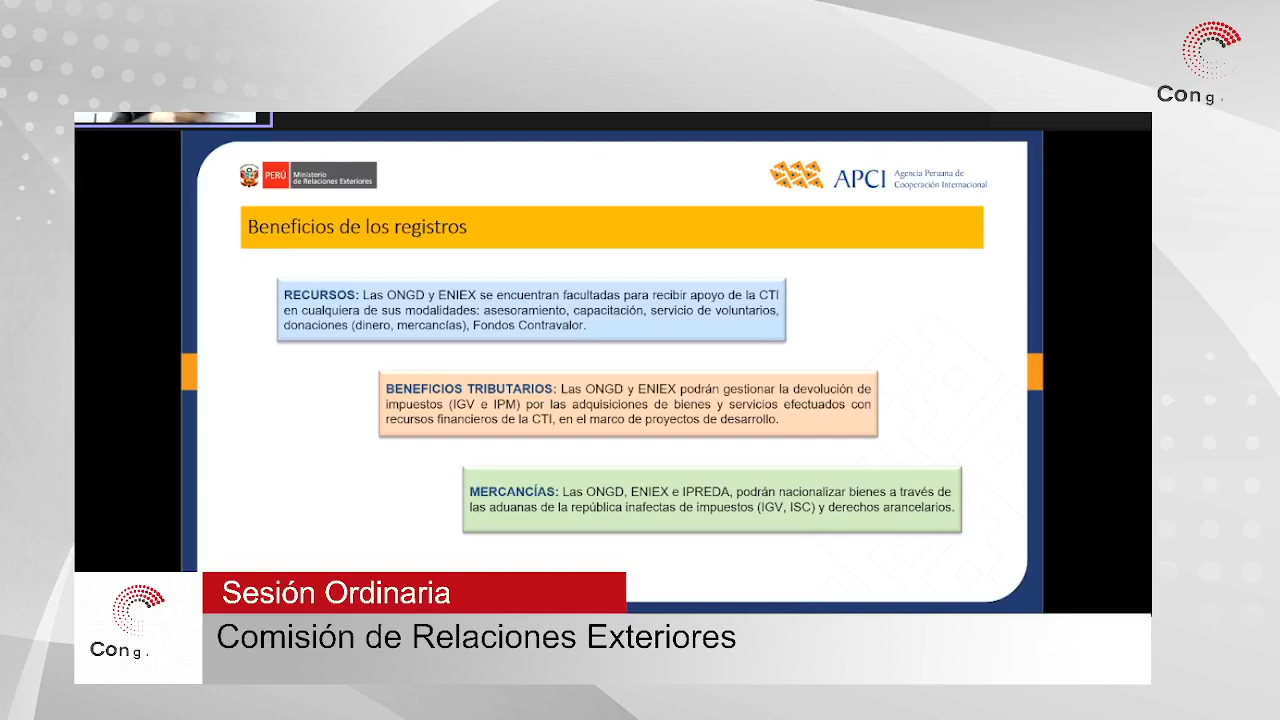 Cong
PERÚ
Ministerio
de Relaciones Exteriores
APCI
Agencia Peruana de
Cooperación Internacional
Beneficios de los registros
RECURSOS: Las ONGD y ENIEX se encuentran facultadas para recibir apoyo de la CTI
en cualquiera de sus modalidades: asesoramiento, capacitación, servicio de voluntarios,
donaciones (dinero, mercancías), Fondos Contravalor.
BENEFICIOS TRIBUTARIOS: Las ONGD y ENIEX podrán gestionar la devolución de
impuestos (IGV e IPM) por las adquisiciones de bienes y servicios efectuados con
recursos financieros de la CTI, en el marco de proyectos de desarrollo.
MERCANCÍAS: Las ONGD, ENIEX e IPREDA, podrán nacionalizar bienes a través de
las aduanas de la república inafectas de impuestos (IGV, ISC) y derechos arancelarios.
Sesión Ordinaria
Cong
Comisión de Relaciones Exteriores